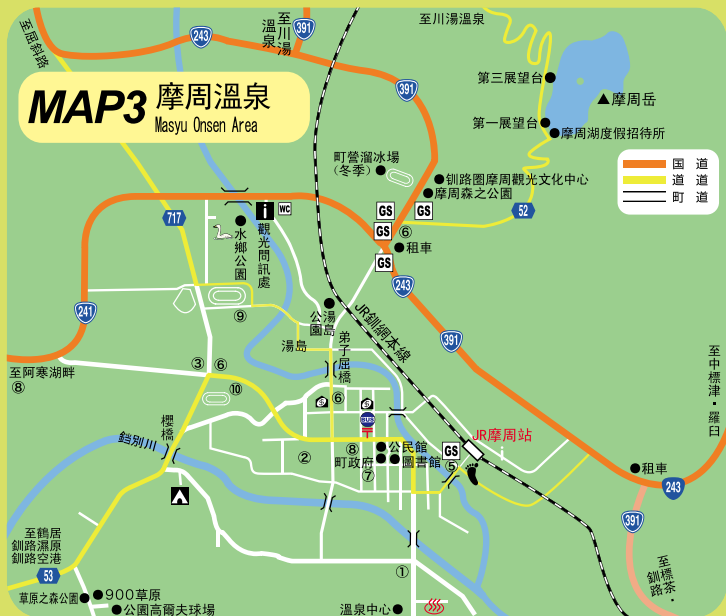 至屈斜路
243
至川湯
溫泉
391
至川湯溫泉
391
第三展望台
摩周岳
第一展望台
摩周湖度假招待所
MAP3 摩周溫泉
Masyu Onsen Area
国道
道道
町道
町營溜冰場
(冬季)
釧路圈摩周觀光文化中心
摩周森之公園
GS
GS
GS
GS
⑥
租車
52
717
i
WC
水鄉公園
觀光問訊處
243
391
241
⑨
公園
湯島
JR釧網本線
湯島
弟子屈橋
至阿寒湖畔
⑧
③
⑥
⑩
⑥
BUS
櫻橋
鐺別川
②
⑧
公民館
町政府
圖書館
⑦
GS
⑤
JR摩周站
至中標津・羅臼
租車
243
391
至標茶・
釧路
至鶴居
釧路濕原
釧路空港
53
草原之森公園
900草原
公園高爾夫球場
①
溫泉中心